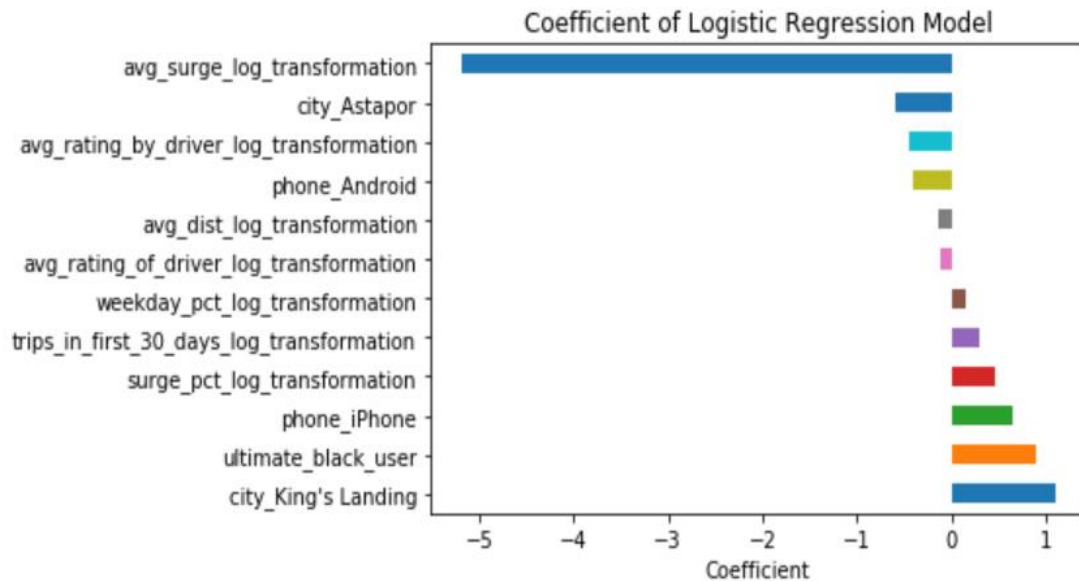 Coefficient of Logistic Regression Model
avg_surge_log_transformation
city_Astapor
avg_rating_by_driver_log_transformation
phone_Android
avg_dist_log_transformation
avg_rating_of_driver_log_transformation
weekday_pct_log_transformation
trips_in_first_30_days_log_transformation
surge_pct_log_transformation
phone_iPhone
ultimate_black_user
city_King's Landing
−5 −4 −3 −2 −1 0 1
Coefficient